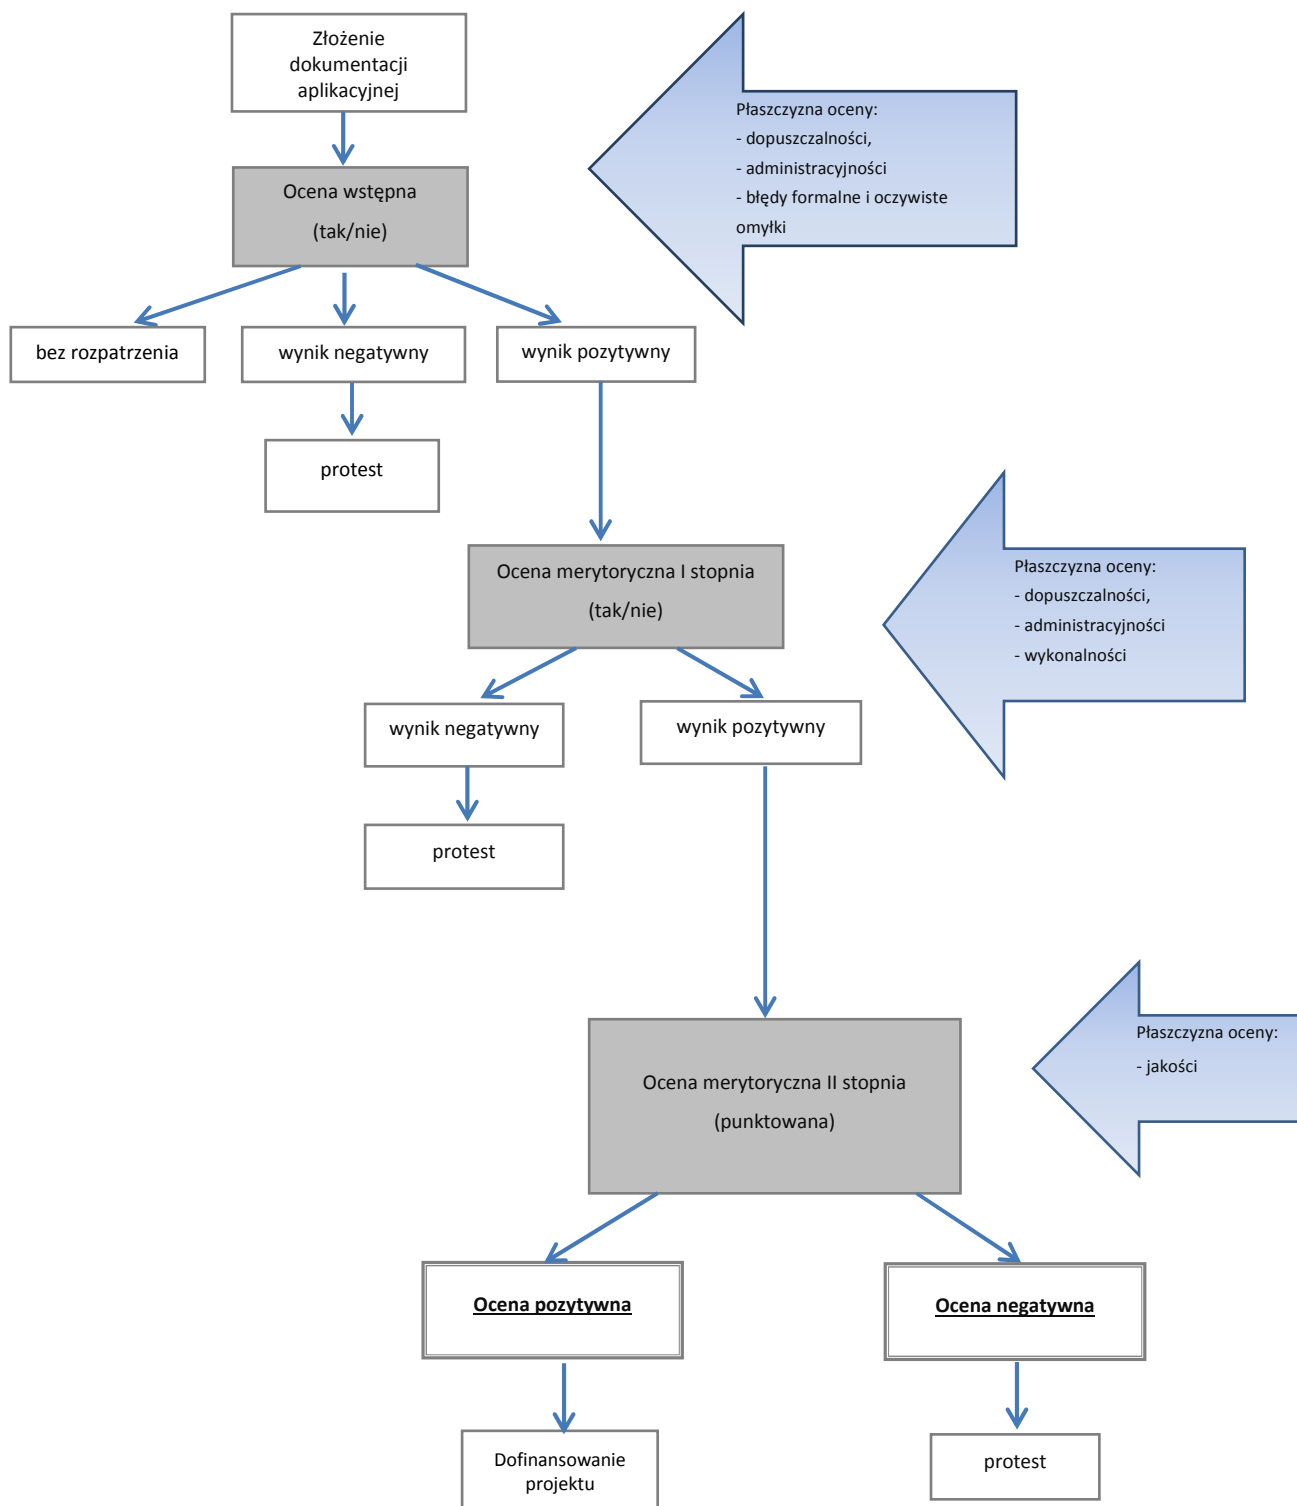 Złożenie
dokumentacji
aplikacyjnej
Płaszczyzna oceny:
- dopuszczalności,
- administracyjności
- błędy formalne i oczywiste
omyłki
Ocena wstępna
(tak/nie)
bez rozpatrzenia
wynik negatywny
wynik pozytywny
protest
Ocena merytoryczna I stopnia
(tak/nie)
Płaszczyzna oceny:
- dopuszczalności,
- administracyjności
- wykonalności
wynik negatywny
wynik pozytywny
protest
Płaszczyzna oceny:
- jakości
Ocena merytoryczna II stopnia
(punktowana)
Ocena pozytywna
Ocena negatywna
Dofinansowanie
projektu
protest